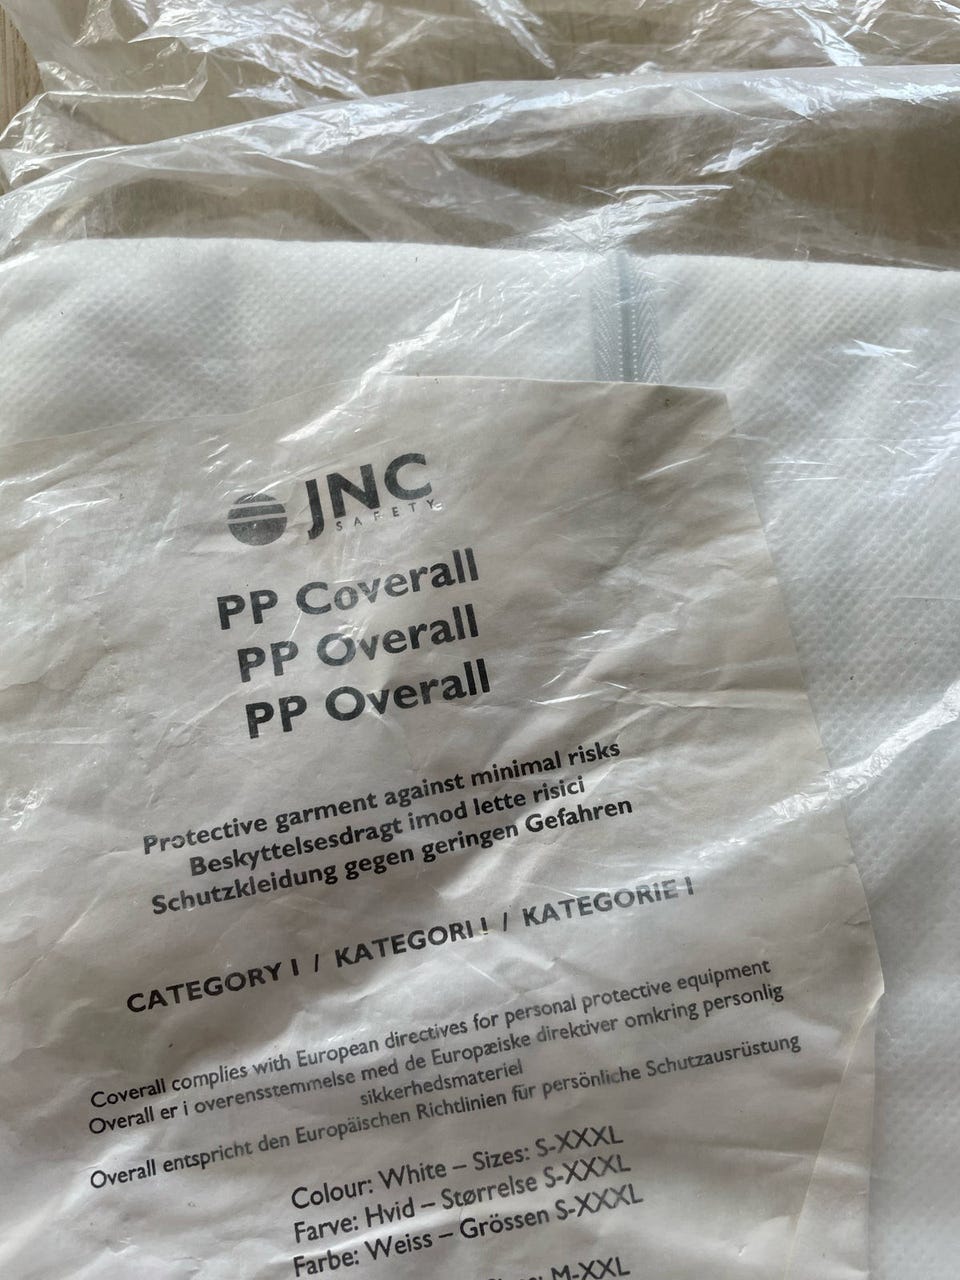 JNC
SAFETY
PP Coverall
PP Overall
PP Overall
Protective garment against minimal risks
Beskyttelsesdragt imod lette risici
Schutzkleidung gegen geringen Gefahren
CATEGORY I / KATEGORI I / KATEGORIE I
Coverall complies with European directives for personal protective equipment
Overall er i overensstemmelse med de Europæiske direktiver omkring personlig
sikkerhedsmateriel
Overall entspricht den Europäischen Richtlinien für persönliche Schutzausrüstung
Colour: White – Sizes: S-XXXL
Farve: Hvid – Størrelse S-XXXL
Farbe: Weiss – Grössen S-XXXL
M-XXL